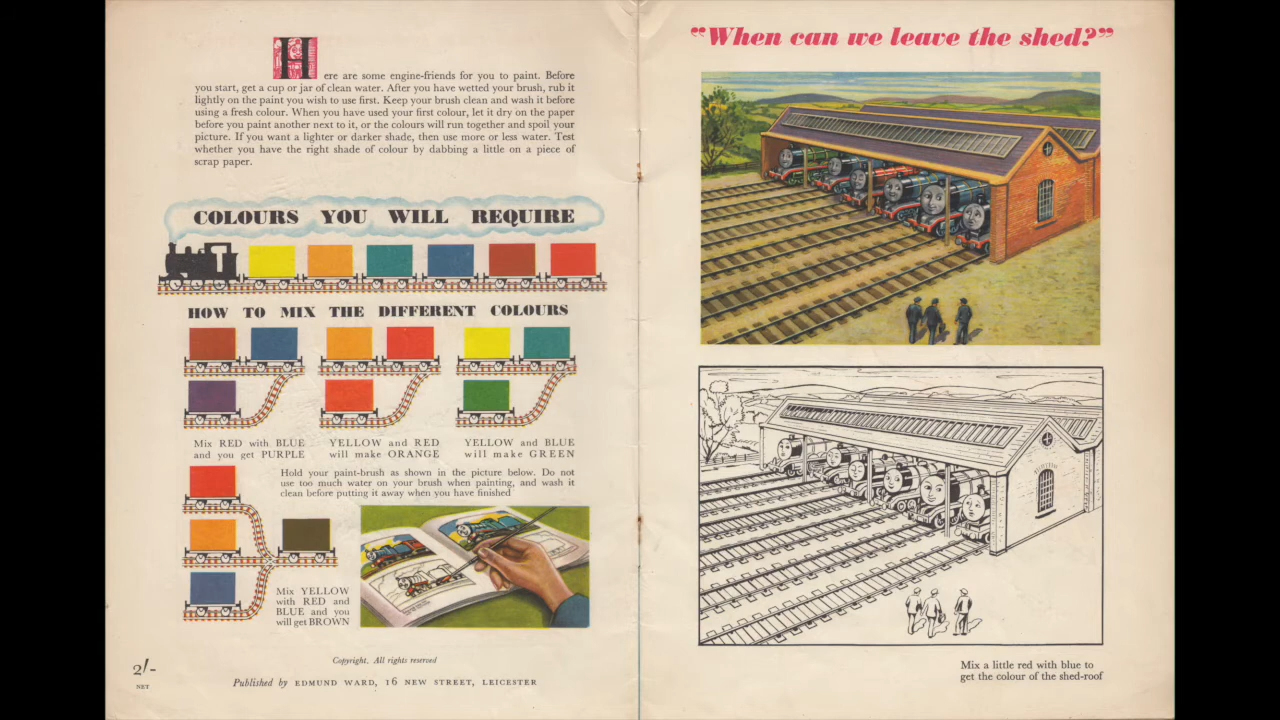 Here are some engine-friends for you to paint. Before
you start, get a cup or jar of clean water. After you have wetted your brush, rub it
lightly on the paint you wish to use first. Keep your brush clean and wash it before
using a fresh colour. When you have used your first colour, let it dry on the paper
before you paint another next to it, or the colours will run together and spoil your
picture. If you want a lighter or darker shade, then use more or less water. Test
whether you have the right shade of colour by dabbing a little on a piece of
scrap paper.
COLOURS YOU WILL REQUIRE
HOW TO MIX THE DIFFERENT COLOURS
Mix RED with BLUE
and you get PURPLE
YELLOW and RED
will make ORANGE
YELLOW and BLUE
will make GREEN
Hold your paint-brush as shown in the picture below. Do not
use too much water on your brush when painting, and wash it
clean before putting it away when you have finished
Mix YELLOW
with RED and
BLUE and you
will get BROWN
Copyright. All rights reserved
2/-
NET
Published by EDMUND WARD, 16 NEW STREET, LEICESTER
"When can we leave the shed?"
Mix a little red with blue to
get the colour of the shed-roof